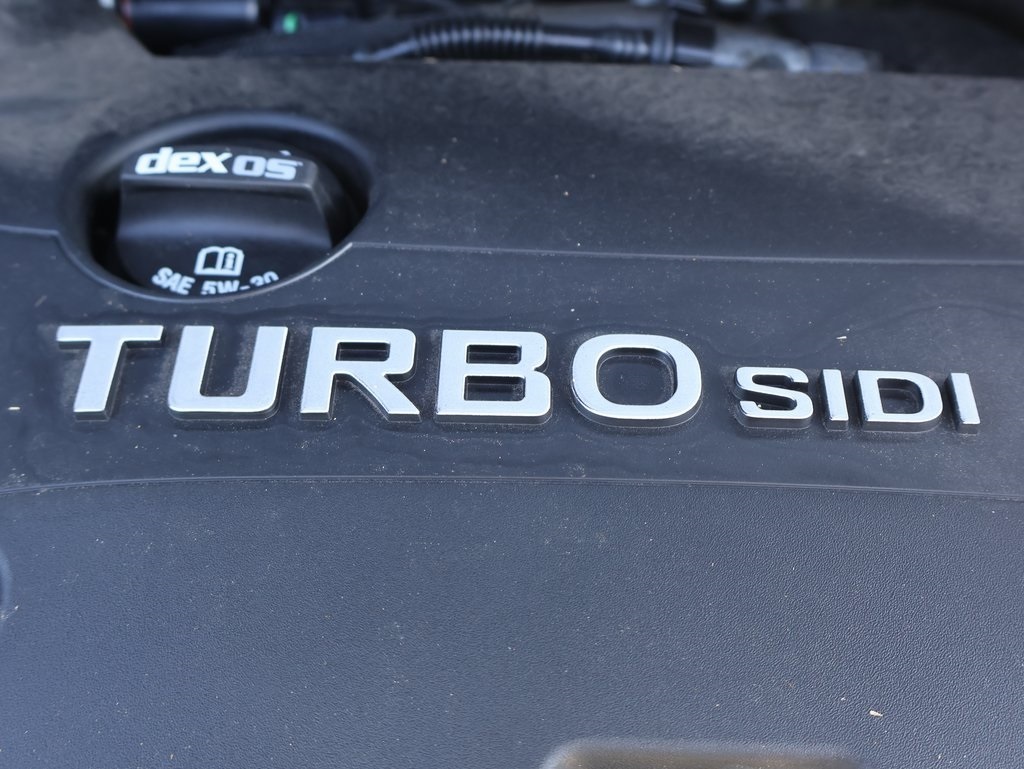 dexos
SAE 5W-30
TURBO SIDI